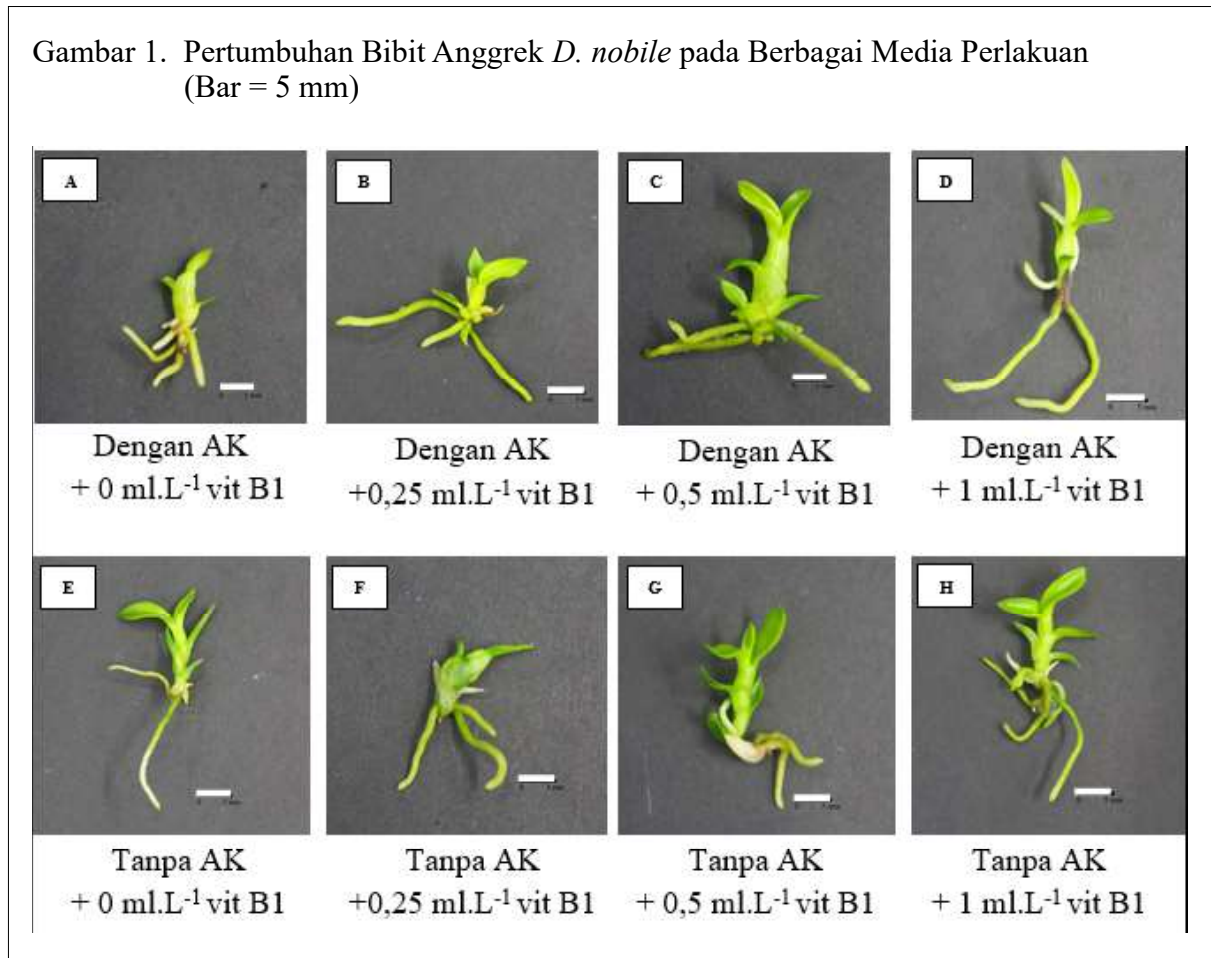 Gambar 1. Pertumbuhan Bibit Anggrek D. nobile pada Berbagai Media Perlakuan
(Bar = 5 mm)
A
B
C
D
Dengan AK
+ 0 ml.L-1 vit B1
Dengan AK
+0,25 ml.L-1 vit B1
Dengan AK
+ 0,5 ml.L-1 vit B1
Dengan AK
+ 1 ml.L-1 vit B1
E
F
G
H
Tanpa AK
+ 0 ml.L-1 vit B1
Tanpa AK
+0,25 ml.L-1 vit B1
Tanpa AK
+ 0,5 ml.L-1 vit B1
Tanpa AK
+ 1 ml.L-1 vit B1